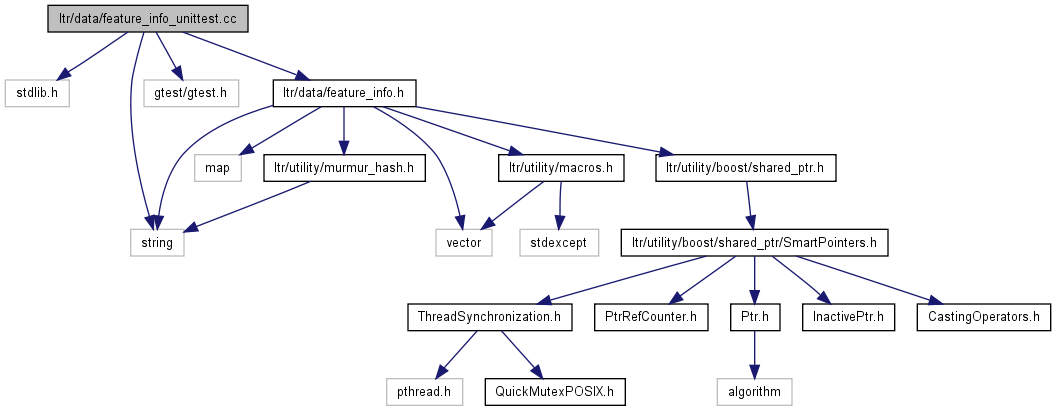 ltr/data/feature_info_unittest.cc
stdlib.h
gtest/gtest.h
ltr/data/feature_info.h
map
ltr/utility/murmur_hash.h
ltr/utility/macros.h
ltr/utility/boost/shared_ptr.h
string
vector
stdexcept
ltr/utility/boost/shared_ptr/SmartPointers.h
ThreadSynchronization.h
PtrRefCounter.h
Ptr.h
InactivePtr.h
CastingOperators.h
pthread.h
QuickMutexPOSIX.h
algorithm